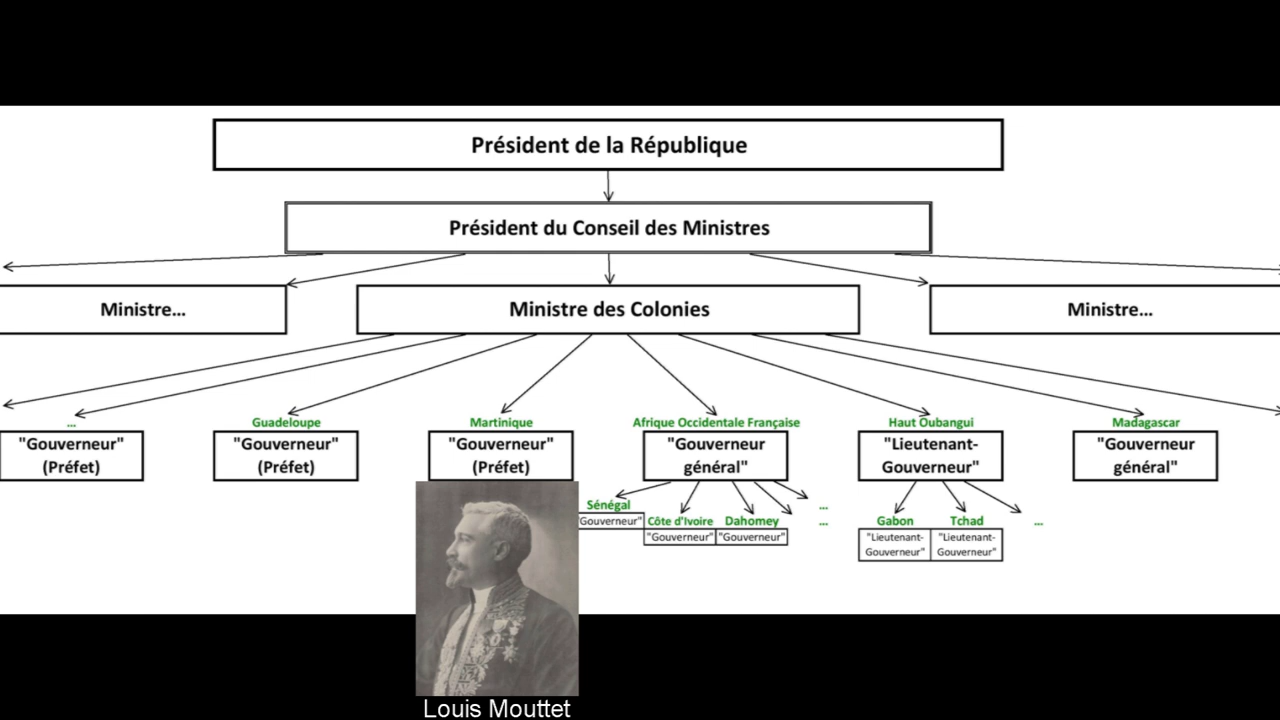 Président de la République
Président du Conseil des Ministres
Ministre...
Ministre des Colonies
Ministre...
...
Guadeloupe
Martinique
Afrique Occidentale Française
Haut Oubangui
Madagascar
"Gouverneur"
(Préfet)
"Gouverneur"
(Préfet)
"Gouverneur"
(Préfet)
"Gouverneur
général"
"Lieutenant-
Gouverneur"
"Gouverneur
général"
Sénégal
...
Gouverneur"
Côte d'Ivoire
Dahomey
...
Gabon
Tchad
...
"Gouverneur"
"Gouverneur"
"Lieutenant-
Gouverneur"
"Lieutenant-
Gouverneur"
Louis Mouttet